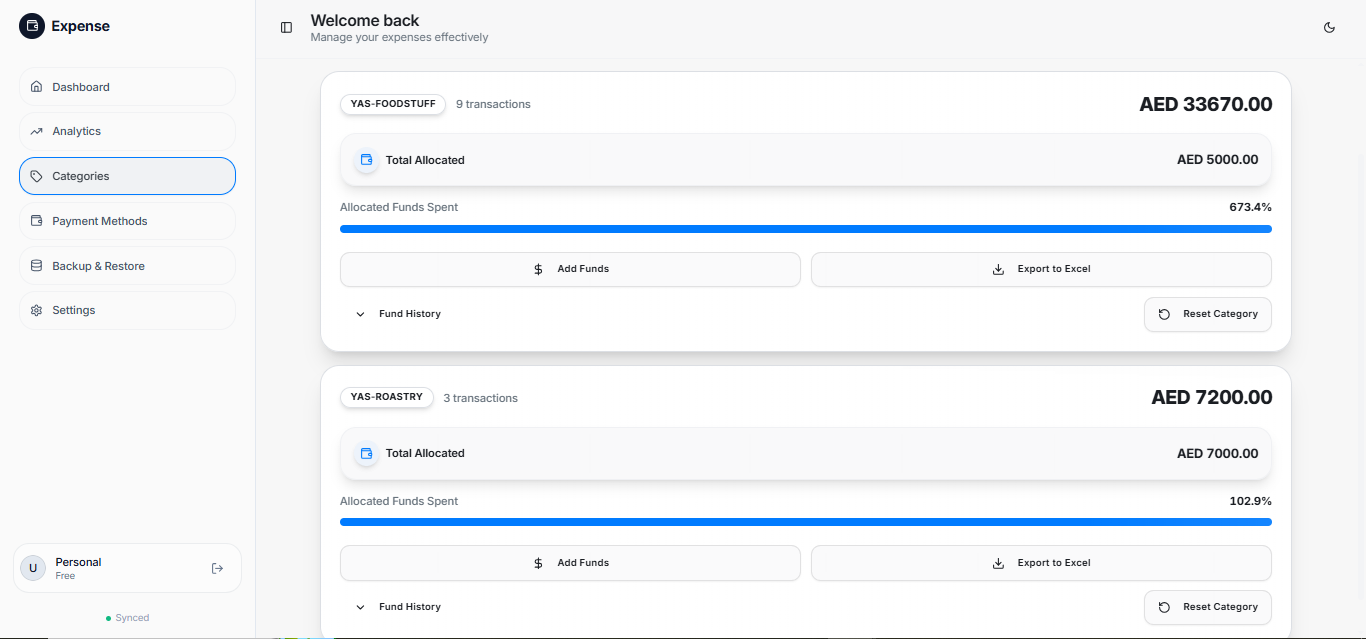 Expense
Dashboard
Analytics
Categories
Payment Methods
Backup & Restore
Settings
U
Personal
Free
Synced
Welcome back
Manage your expenses effectively
YAS-FOODSTUFF 9 transactions AED 33670.00
Total Allocated AED 5000.00
Allocated Funds Spent 673.4%
$ Add Funds Export to Excel
Fund History Reset Category
YAS-ROASTRY 3 transactions AED 7200.00
Total Allocated AED 7000.00
Allocated Funds Spent 102.9%
$ Add Funds Export to Excel
Fund History Reset Category